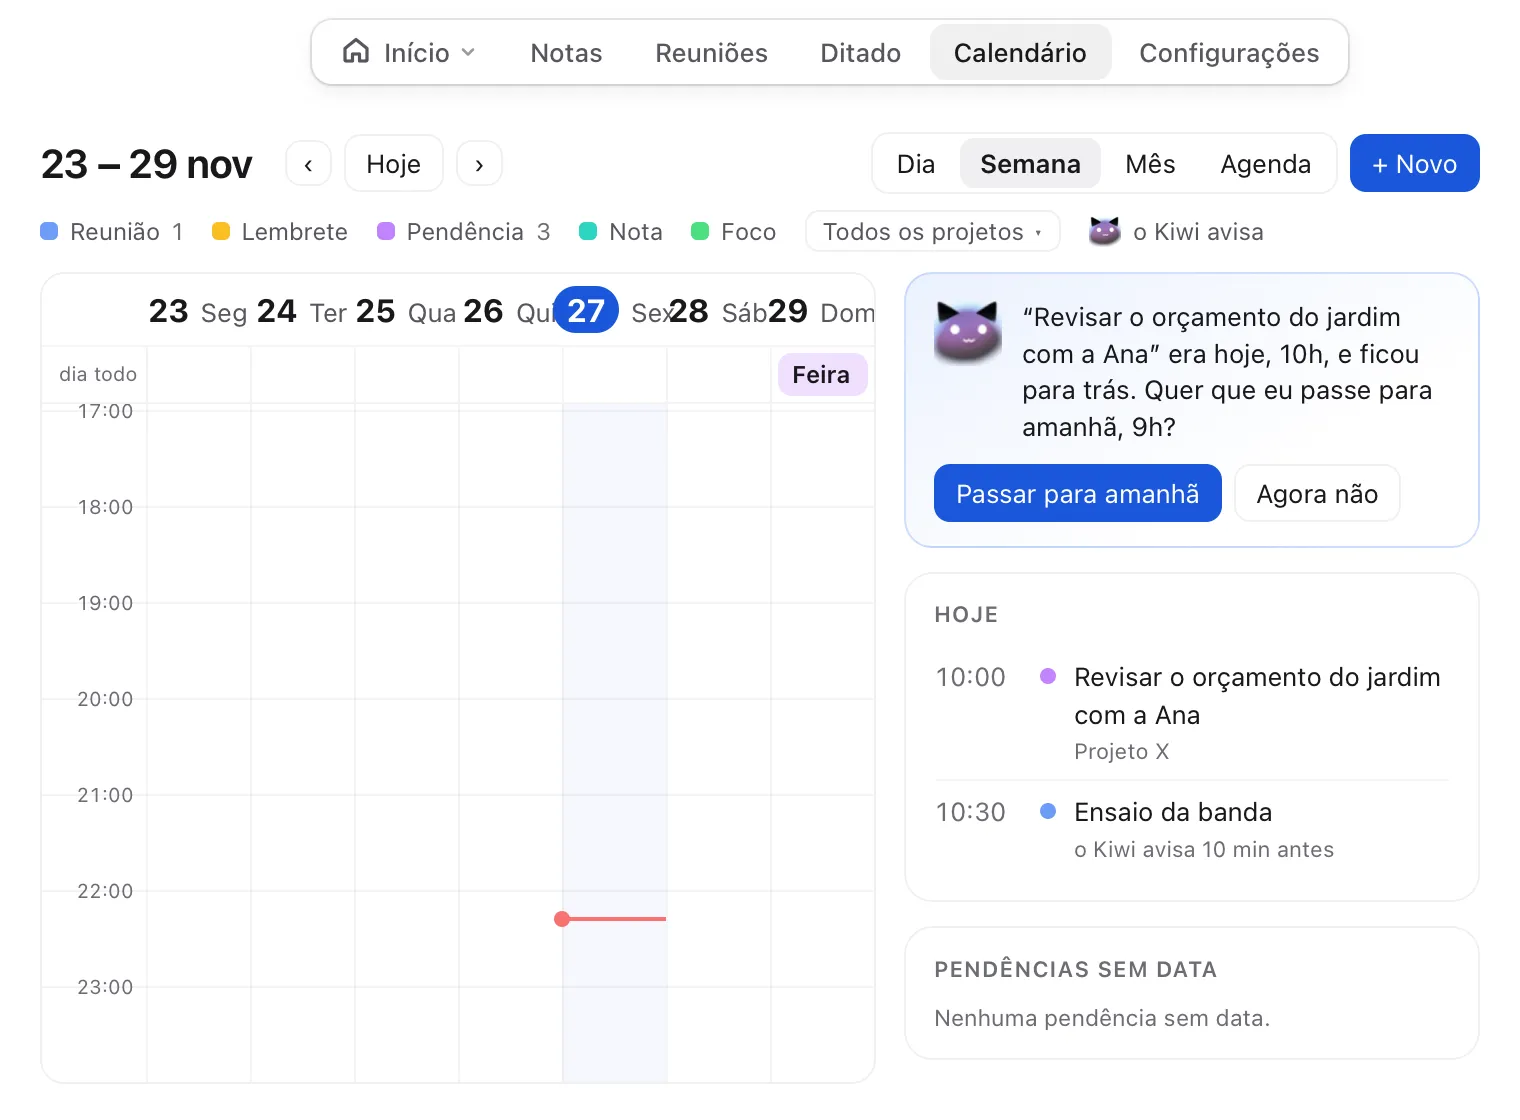 Início
Notas
Reuniões
Ditado
Calendário
Configurações
23 – 29 nov
‹
Hoje
›
Dia
Semana
Mês
Agenda
+ Novo
Reunião 1
Lembrete
Pendência 3
Nota
Foco
Todos os projetos
o Kiwi avisa
23 Seg
24 Ter
25 Qua
26 Qui
27 Sex
28 Sáb
29 Dom
dia todo
Feira
17:00
18:00
19:00
20:00
21:00
22:00
23:00
“Revisar o orçamento do jardim
com a Ana” era hoje, 10h, e ficou
para trás. Quer que eu passe para
amanhã, 9h?
Passar para amanhã
Agora não
HOJE
10:00
Revisar o orçamento do jardim
com a Ana
Projeto X
10:30
Ensaio da banda
o Kiwi avisa 10 min antes
PENDÊNCIAS SEM DATA
Nenhuma pendência sem data.